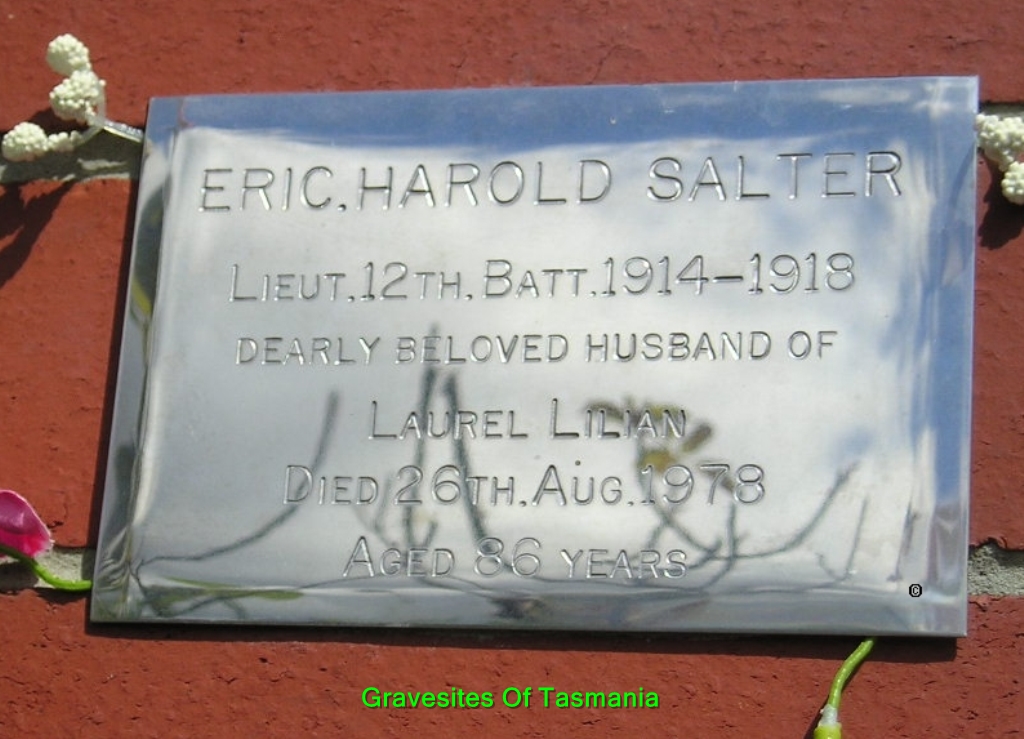 ERIC. HAROLD SALTER
LIEUT. 12TH. BATT. 1914-1918
DEARLY BELOVED HUSBAND OF
LAUREL LILIAN
DIED 26TH. AUG. 1978
AGED 86 YEARS
©
Gravesites Of Tasmania